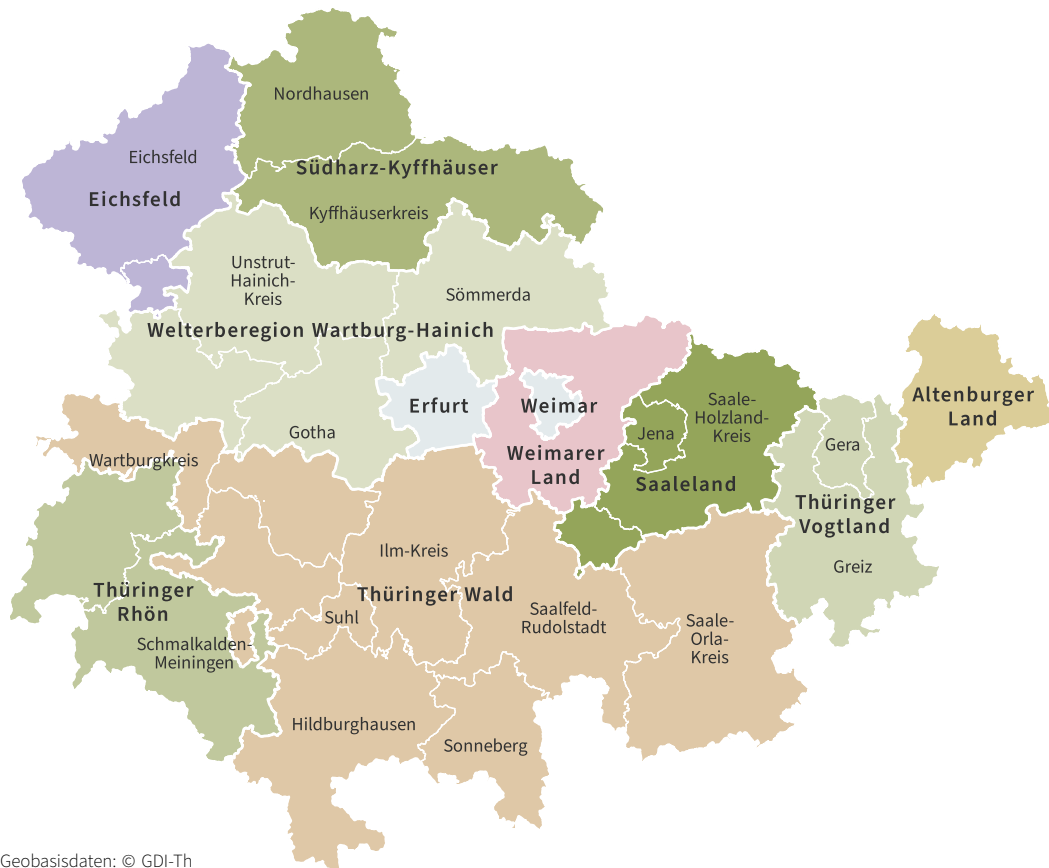 Nordhausen
Eichsfeld
Südharz-Kyffhäuser
Eichsfeld
Kyffhäuserkreis
Unstrut-
Hainich-
Kreis
Sömmerda
Welterberegion Wartburg-Hainich
Erfurt
Weimar
Saale-
Holzland-
Kreis
Altenburger
Land
Gotha
Jena
Gera
Wartburgkreis
Weimarer
Land
Saaleland
Thüringer
Vogtland
Ilm-Kreis
Greiz
Thüringer
Rhön
Thüringer Wald
Suhl
Saalfeld-
Rudolstadt
Saale-
Orla-
Kreis
Schmalkalden-
Meiningen
Hildburghausen
Sonneberg
Geobasisdaten: © GDI-Th